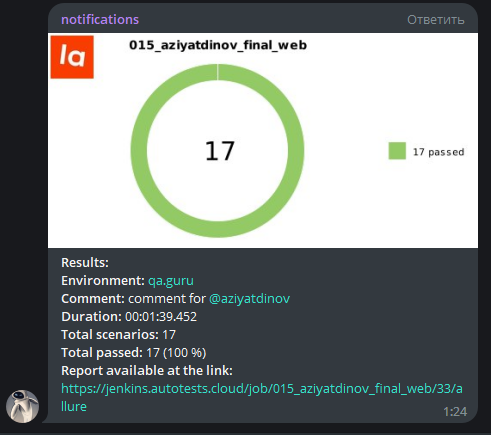 notifications
Ответить
la
015_aziyatdinov_final_web
17
17 passed
Results:
Environment: qa.guru
Comment: comment for @aziyatdinov
Duration: 00:01:39.452
Total scenarios: 17
Total passed: 17 (100 %)
Report available at the link:
https://jenkins.autotests.cloud/job/015_aziyatdinov_final_web/33/a
llure
1:24